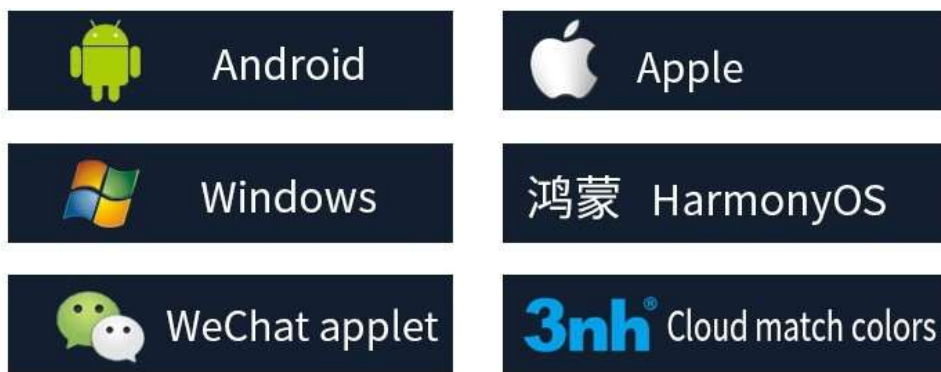 Android
Apple
Windows
鸿蒙 HarmonyOS
WeChat applet
3nh® Cloud match colors